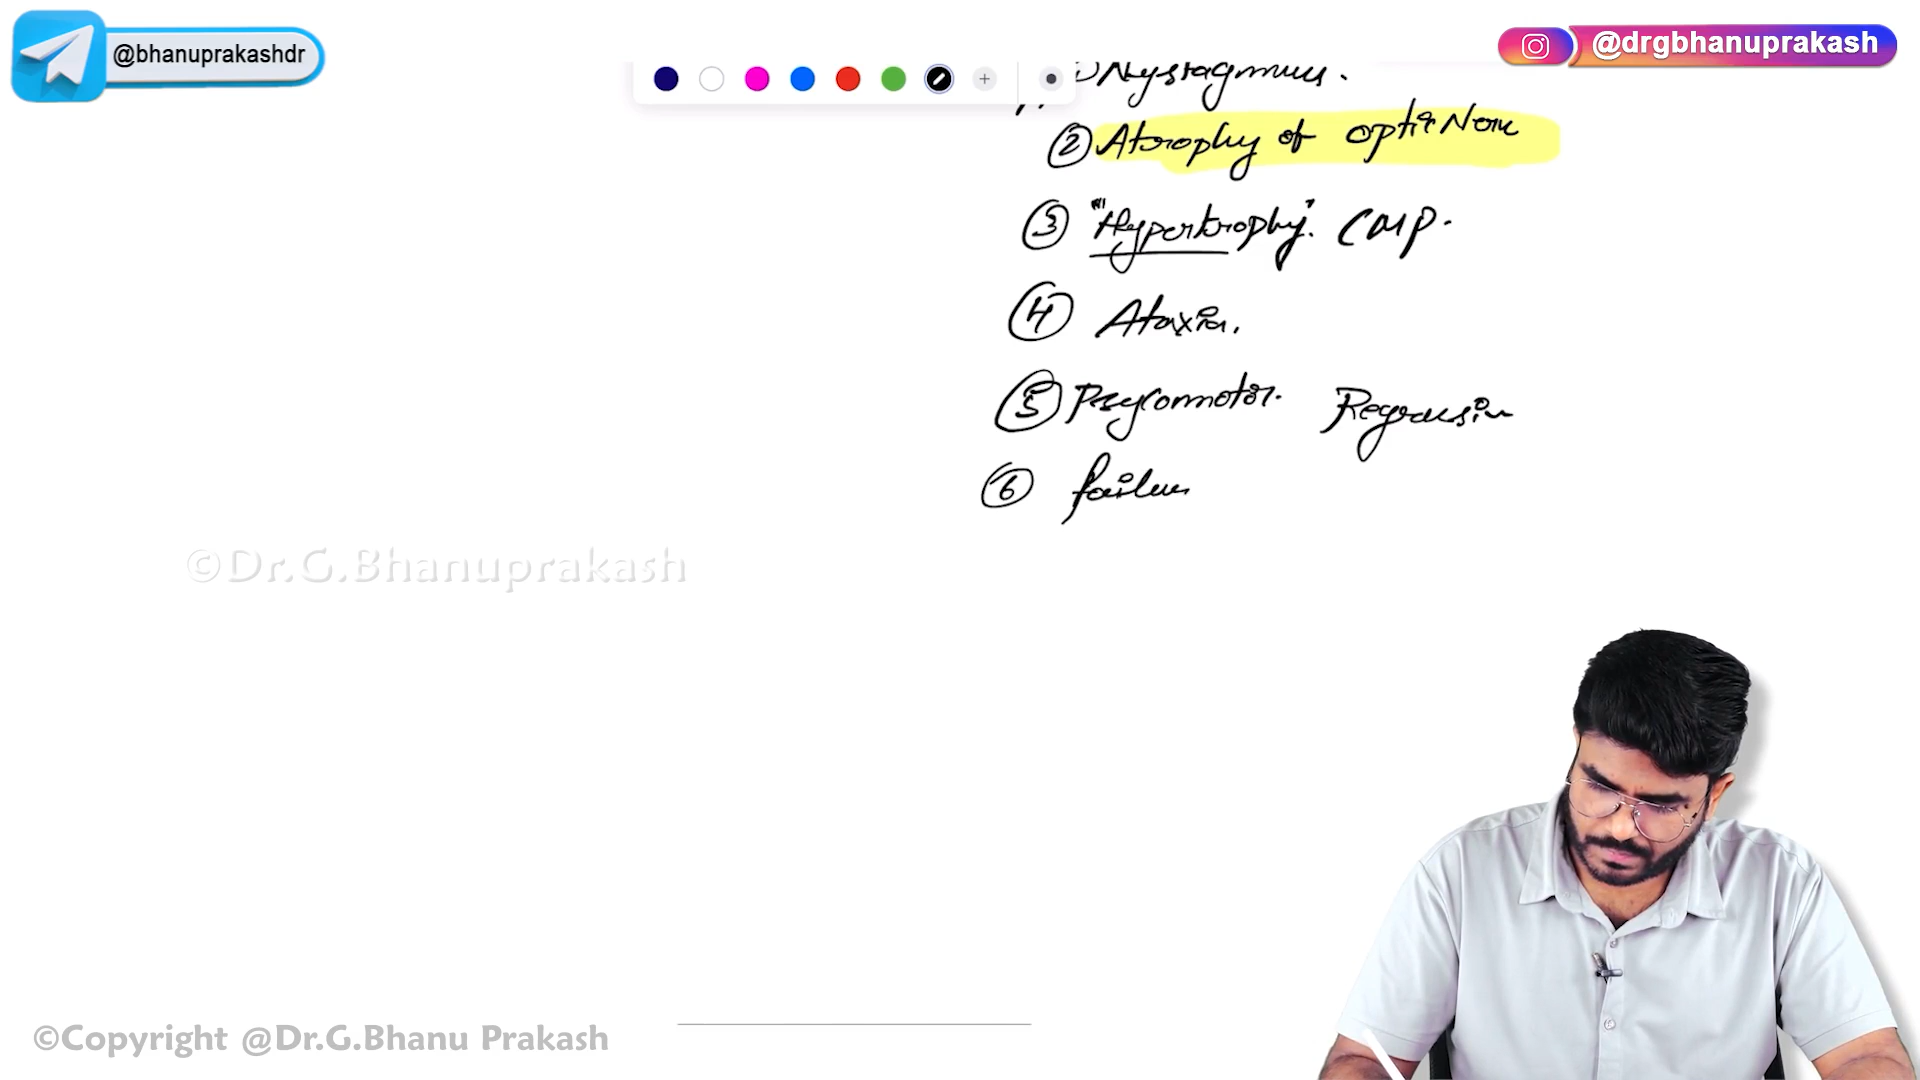 @bhanuprakashdr
@drgbhanuprakash
Nystagmus.
② Atrophy of optic Nerve
③ "Hypertrophy". CMP.
④ Ataxia.
⑤ Psycomotor. Regression
⑥ failure
©Dr.G.Bhanuprakash
©Copyright @Dr.G.Bhanu Prakash